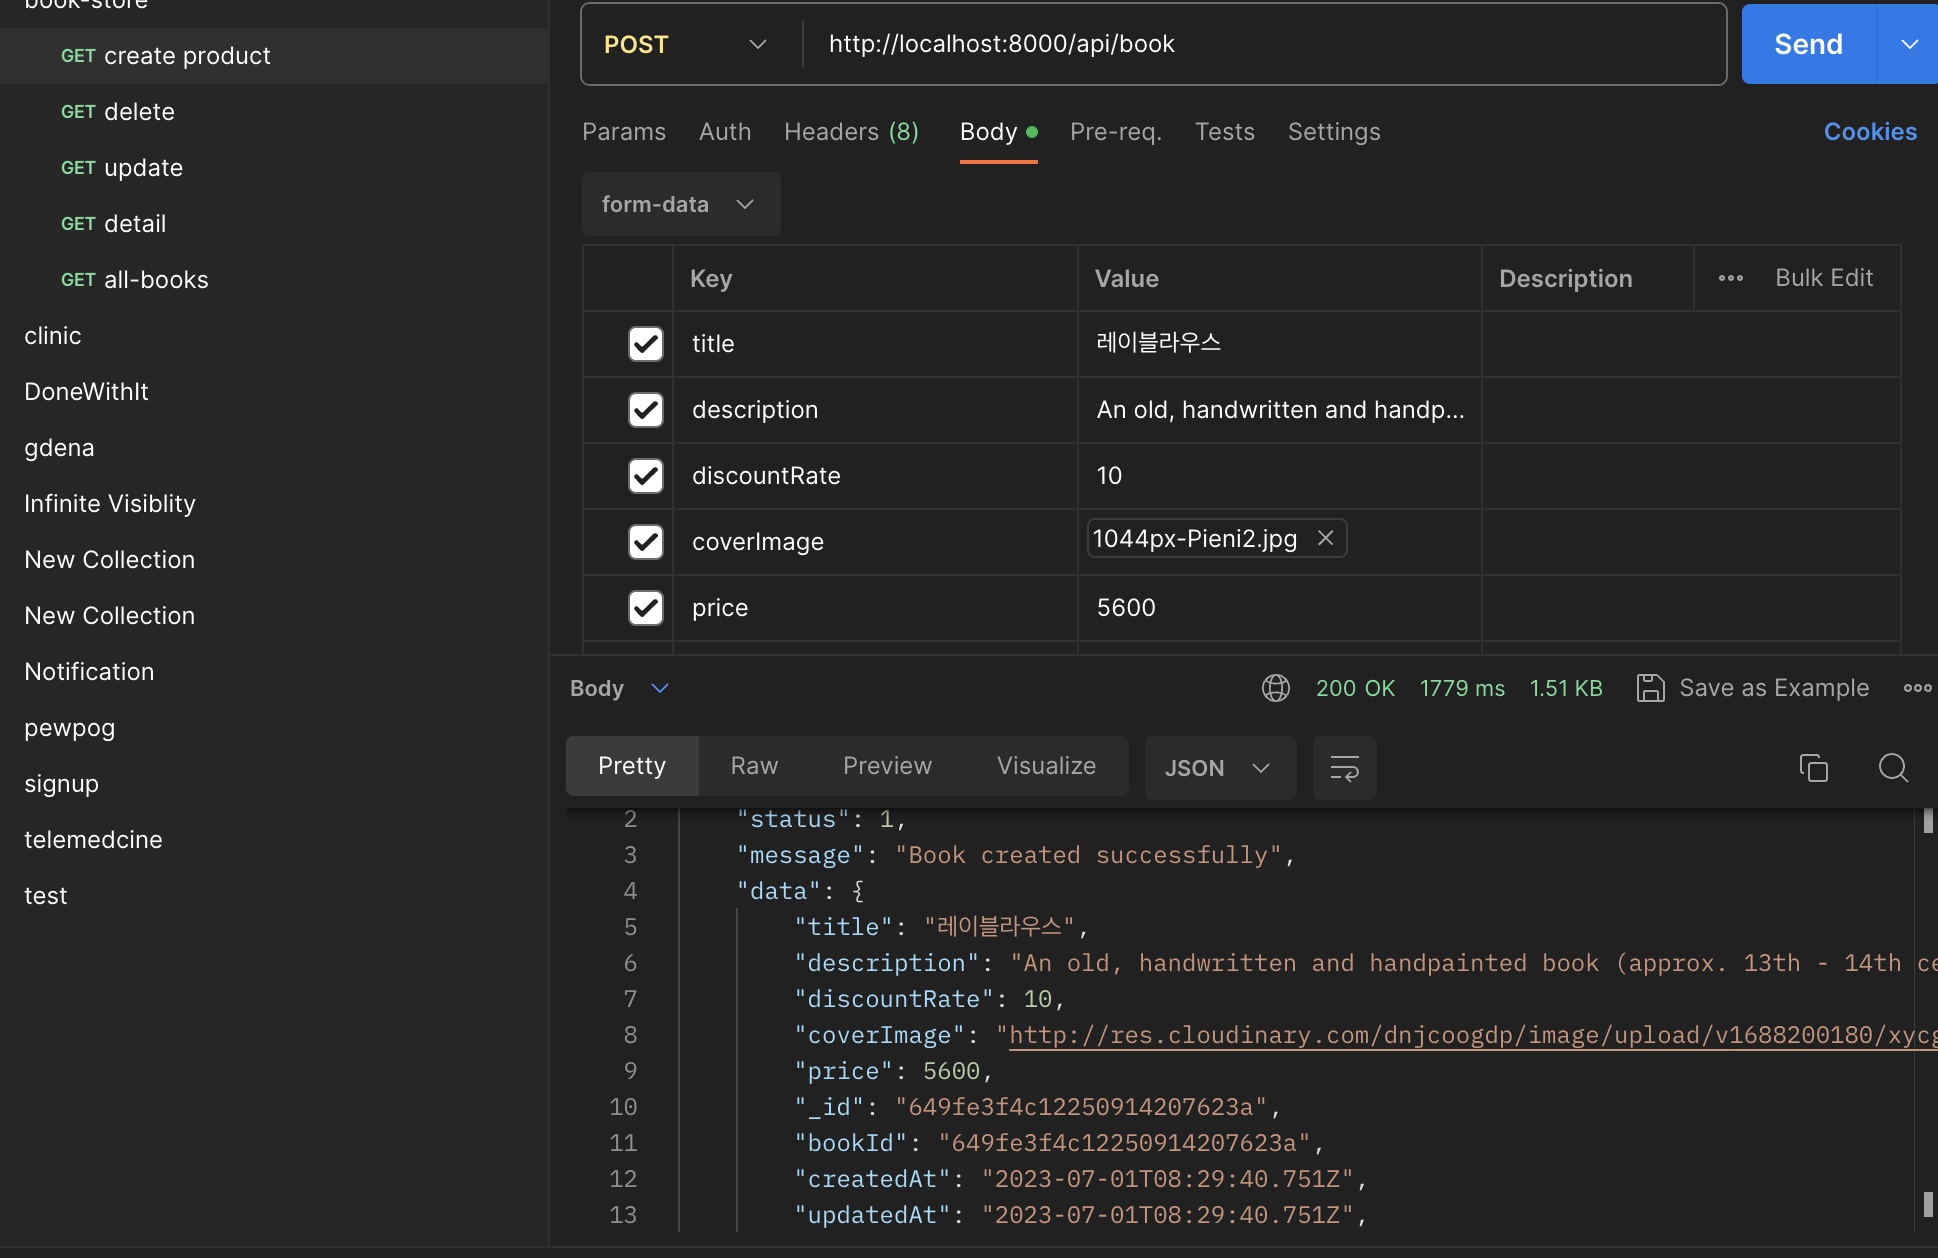 book-store
GET create product
GET delete
GET update
GET detail
GET all-books
clinic
DoneWithIt
gdena
Infinite Visiblity
New Collection
New Collection
Notification
pewpog
signup
telemedcine
test
POST http://localhost:8000/api/book Send
Params Auth Headers (8) Body Pre-req. Tests Settings Cookies
form-data
Key Value Description Bulk Edit
title 레이블라우스
description An old, handwritten and handp...
discountRate 10
coverImage 1044px-Pieni2.jpg
price 5600
Body 200 OK 1779 ms 1.51 KB Save as Example
Pretty Raw Preview Visualize JSON
2 "status": 1,
3 "message": "Book created successfully",
4 "data": {
5 "title": "레이블라우스",
6 "description": "An old, handwritten and handpainted book (approx. 13th - 14th ce
7 "discountRate": 10,
8 "coverImage": "http://res.cloudinary.com/dnjcoogdp/image/upload/v1688200180/xycg
9 "price": 5600,
10 "_id": "649fe3f4c12250914207623a",
11 "bookId": "649fe3f4c12250914207623a",
12 "createdAt": "2023-07-01T08:29:40.751Z",
13 "updatedAt": "2023-07-01T08:29:40.751Z",